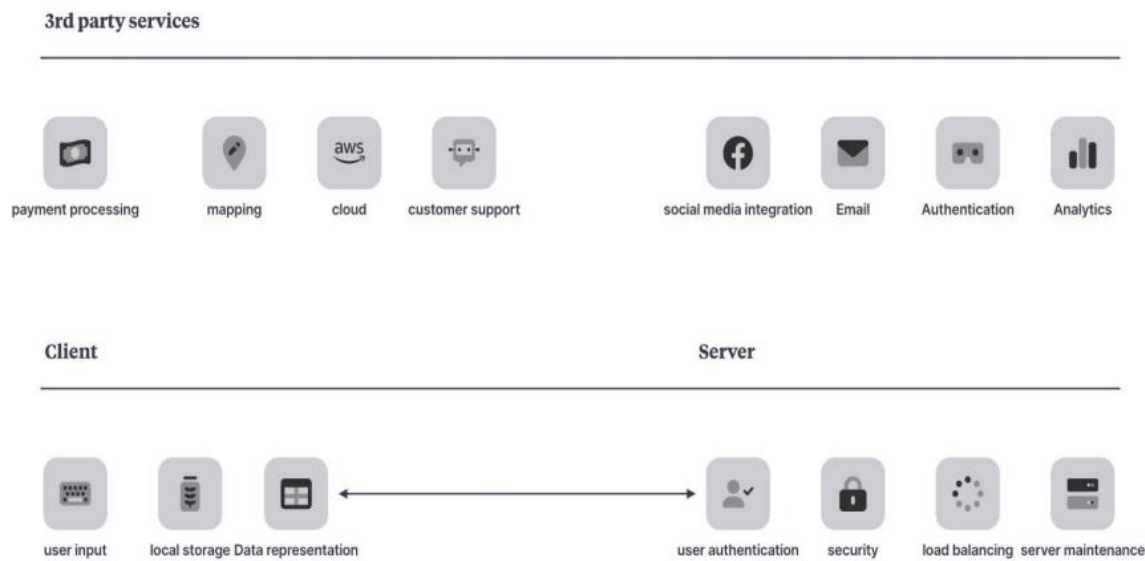 3rd party services
aws
payment processing mapping cloud customer support social media integration Email Authentication Analytics
Client Server
user input local storage Data representation user authentication security load balancing server maintenance